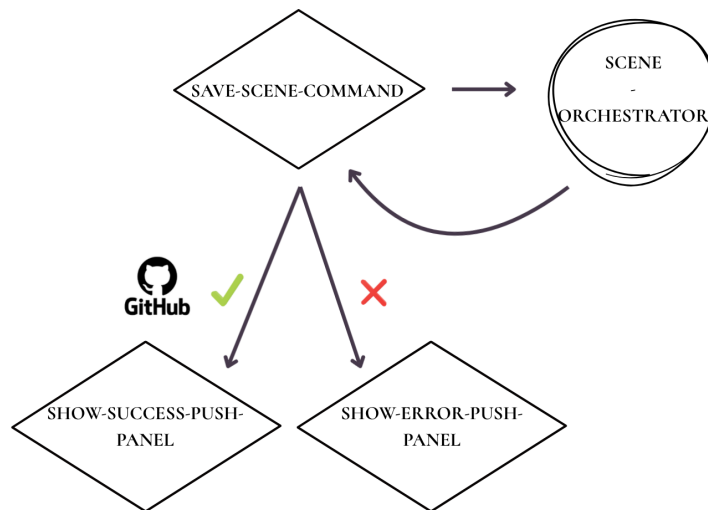 SAVE-SCENE-COMMAND
SCENE
-
ORCHESTRATOR
GitHub
SHOW-SUCCESS-PUSH-
PANEL
SHOW-ERROR-PUSH-
PANEL